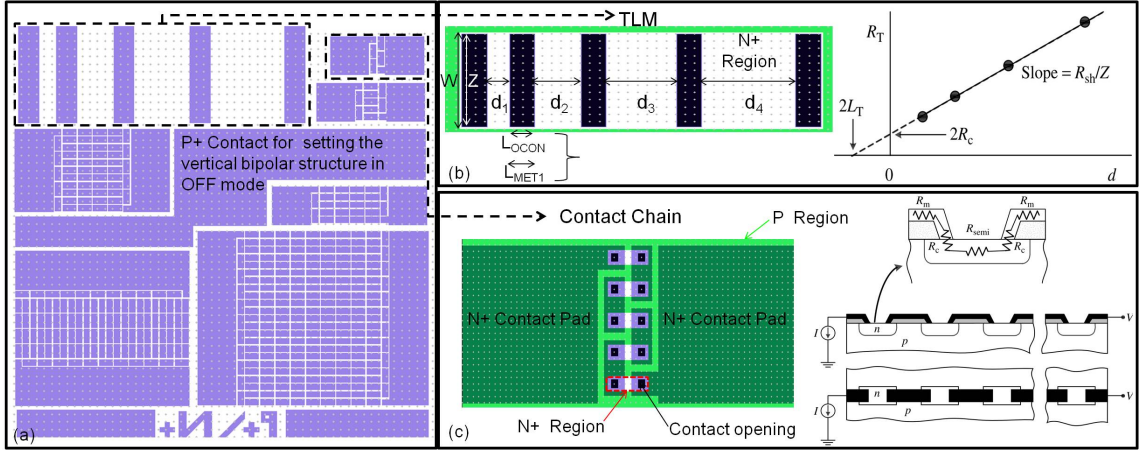 P+ Contact for setting the
vertical bipolar structure in
OFF mode
(a)
P+/N+
TLM
N+
Region
W
Z
d1
d2
d3
d4
LOCON
LMET1
(b)
RT
Slope = Rsh/Z
2LT
2Rc
0
d
Contact Chain
P Region
N+ Contact Pad
N+ Contact Pad
N+ Region
Contact opening
(c)
Rm
Rm
Rsemi
Rc
Rc
I
n
p
V
I
n
p
V